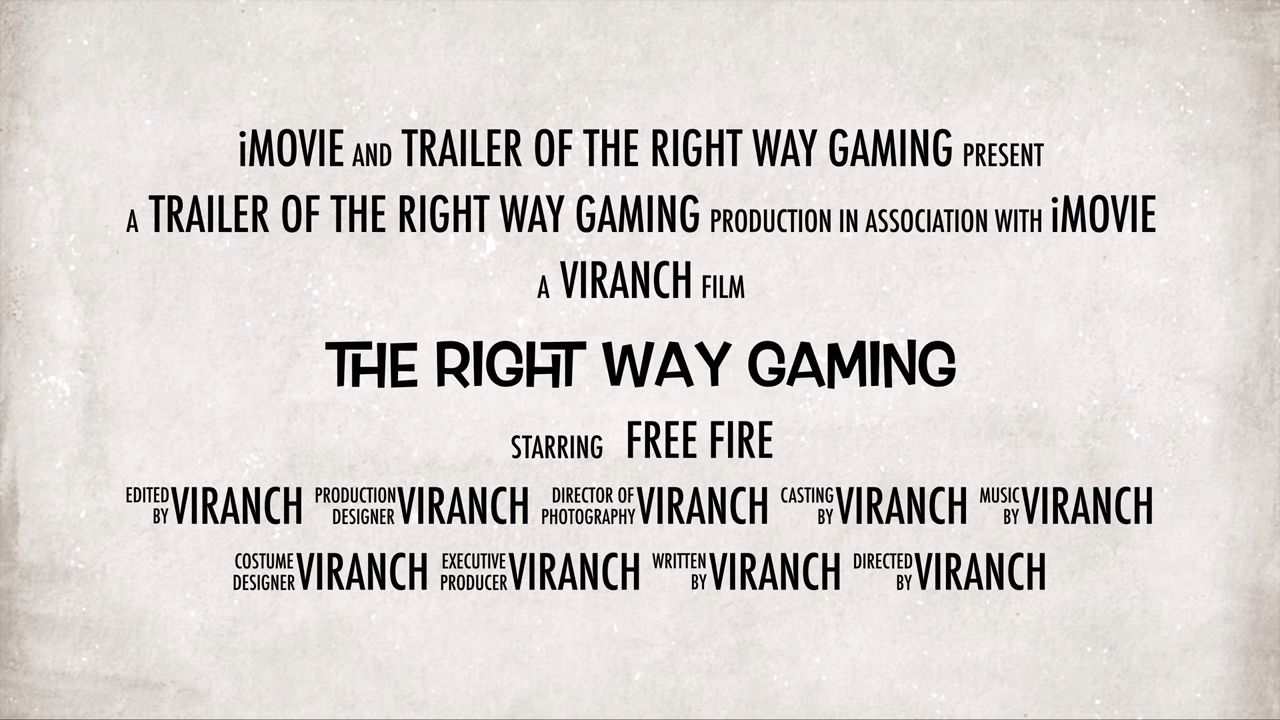 iMOVIE AND TRAILER OF THE RIGHT WAY GAMING PRESENT
A TRAILER OF THE RIGHT WAY GAMING PRODUCTION IN ASSOCIATION WITH iMOVIE
A VIRANCH FILM
THE RIGHT WAY GAMING
STARRING FREE FIRE
EDITED BY VIRANCH PRODUCTION DESIGNER VIRANCH DIRECTOR OF PHOTOGRAPHY VIRANCH CASTING BY VIRANCH MUSIC BY VIRANCH
COSTUME DESIGNER VIRANCH EXECUTIVE PRODUCER VIRANCH WRITTEN BY VIRANCH DIRECTED BY VIRANCH